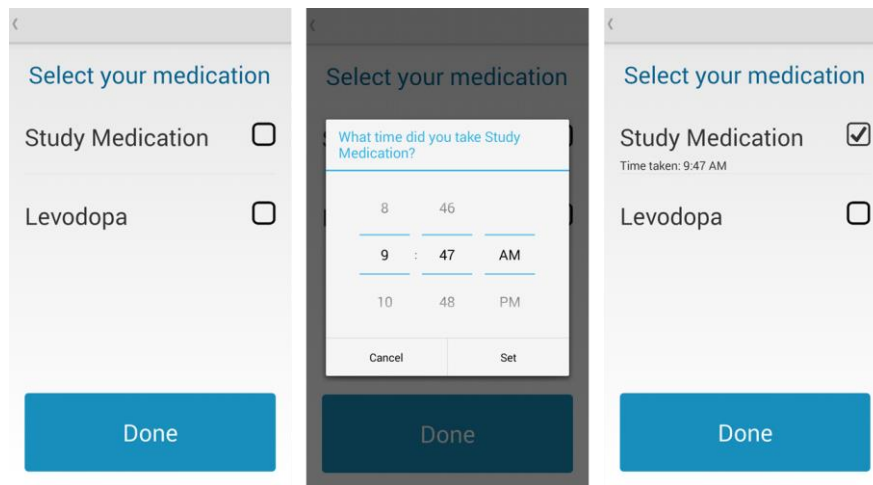 Select your medication
Study Medication
Levodopa
Done
Select your medication
What time did you take Study
Medication?
8 46
9 : 47 AM
10 48 PM
Cancel Set
Done
Select your medication
Study Medication
Time taken: 9:47 AM
Levodopa
Done